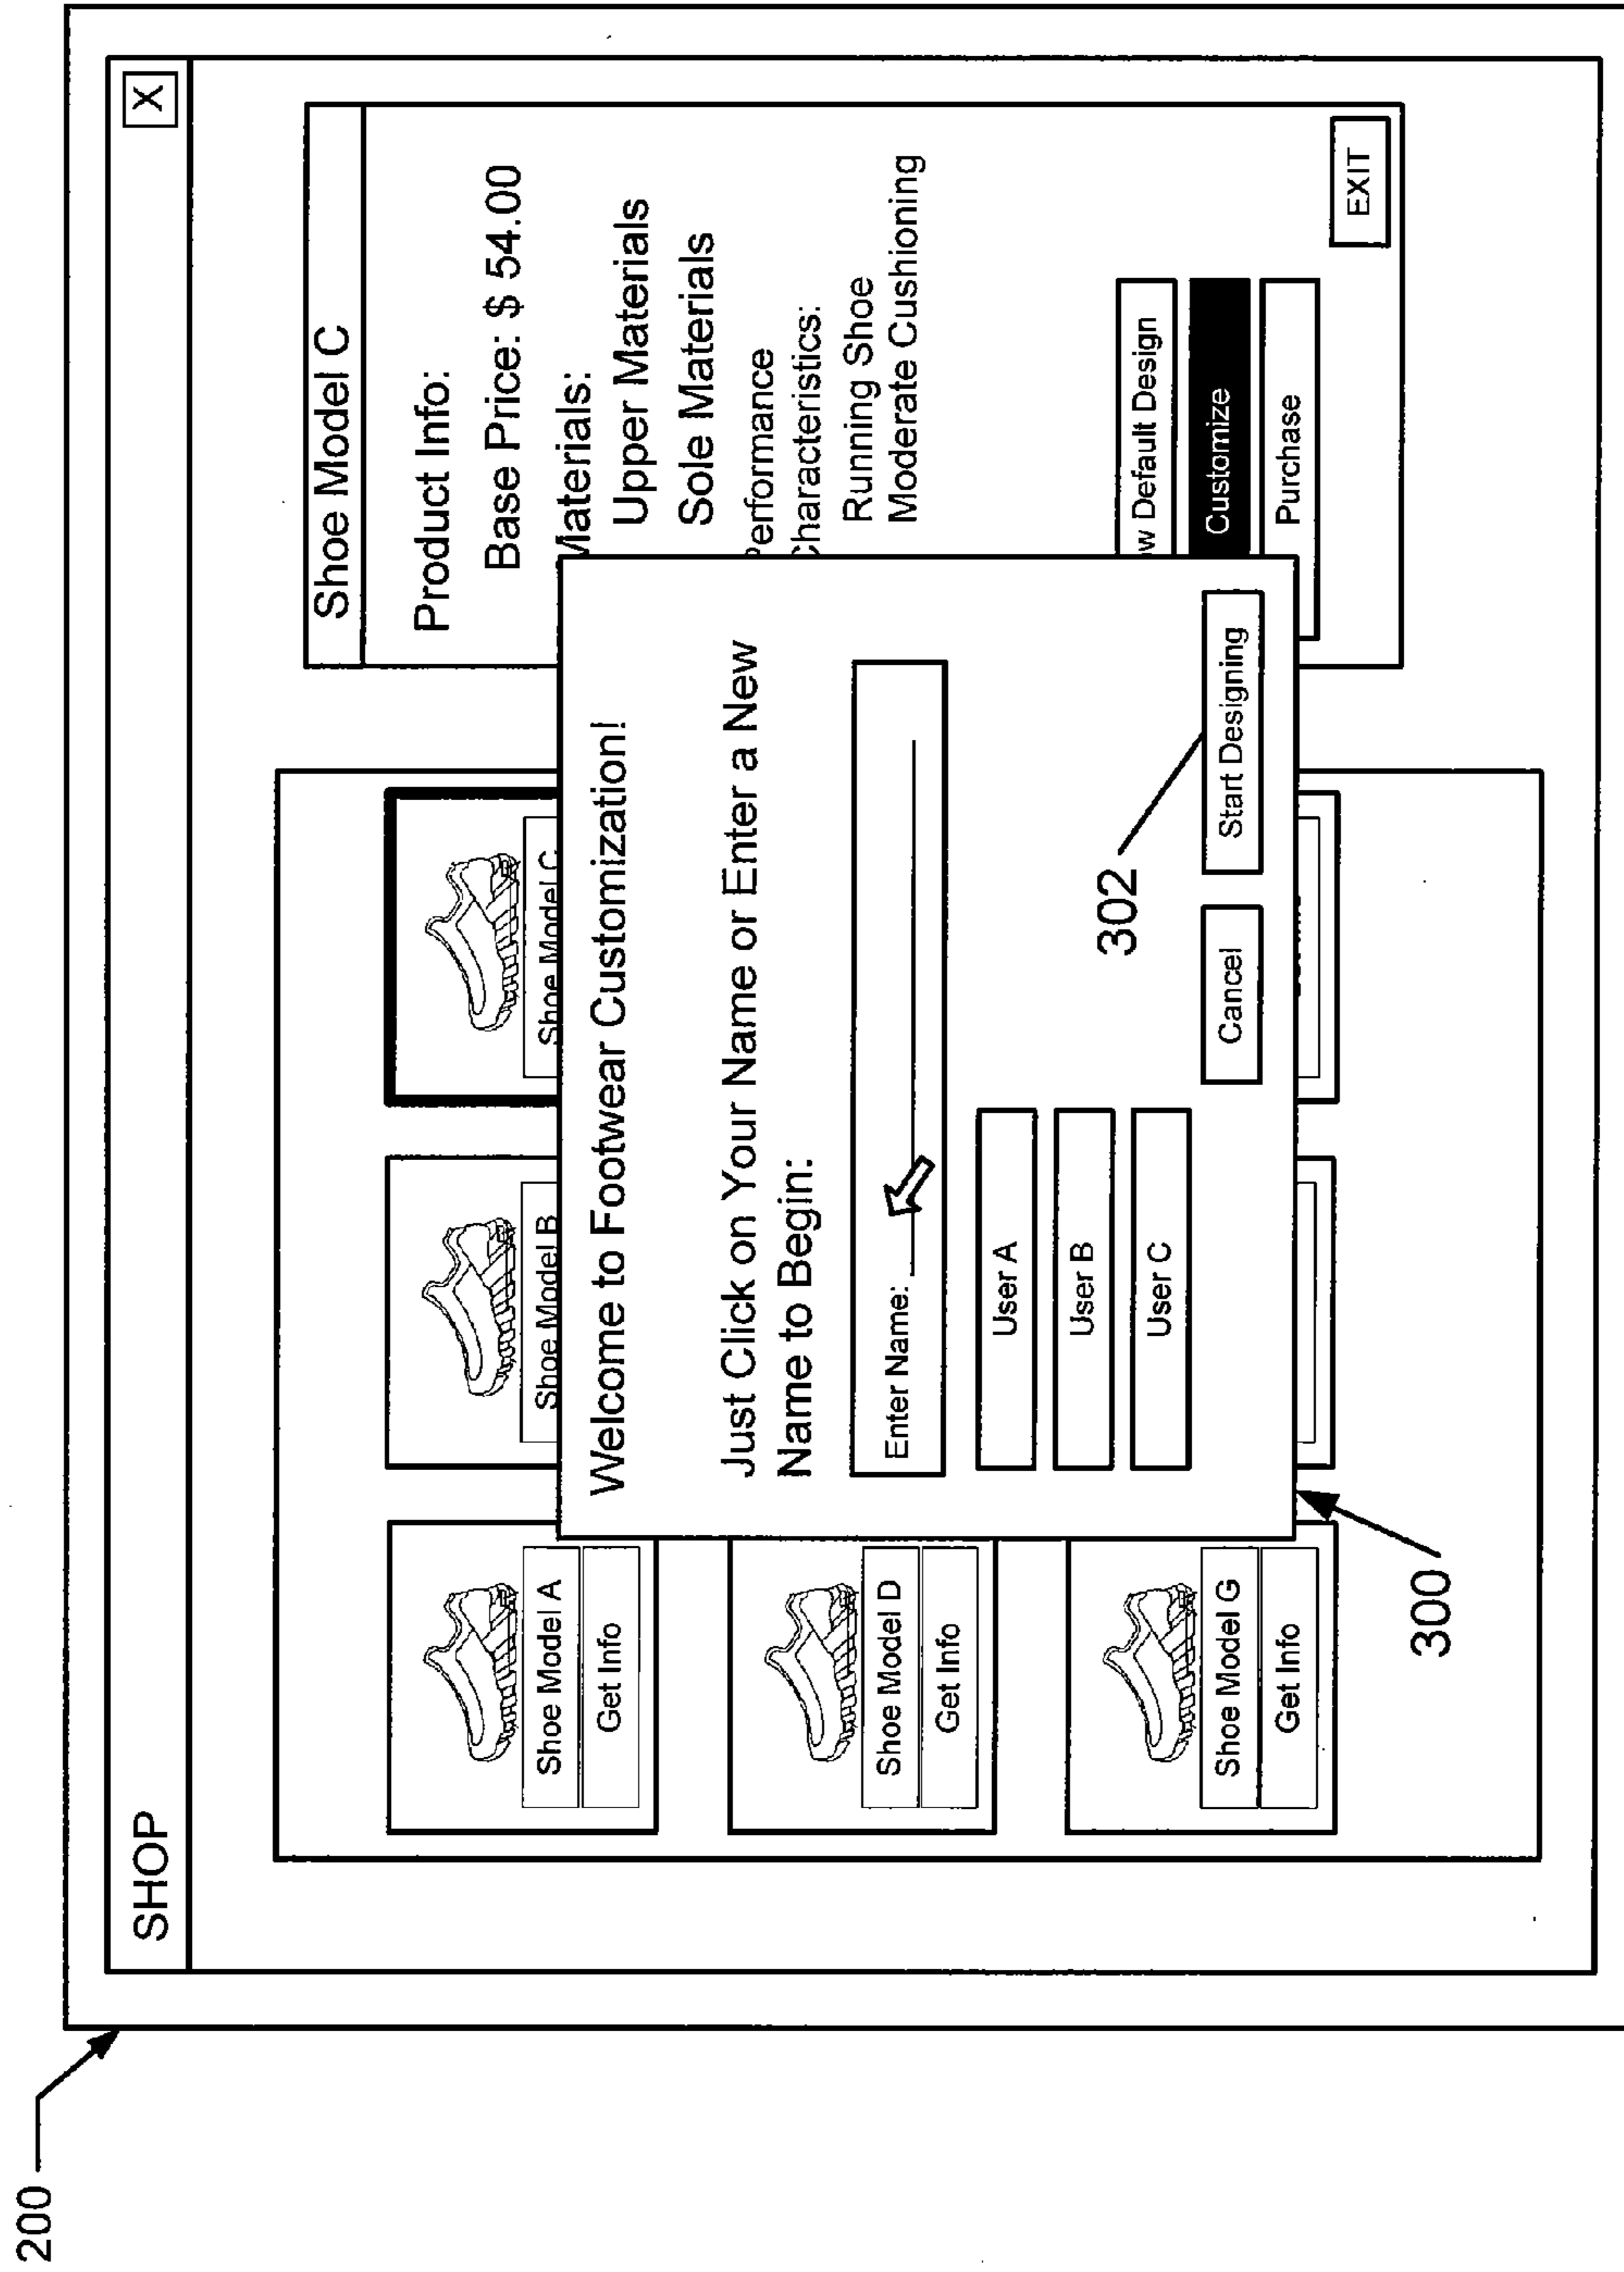 200
SHOP
X
Shoe Model A
Get Info
Shoe Model B
Shoe Model C
Shoe Model D
Get Info
Shoe Model G
Get Info
Shoe Model C
Product Info:
Base Price: $ 54.00
Materials:
Upper Materials
Sole Materials
Performance
Characteristics:
Running Shoe
Moderate Cushioning
w Default Design
Customize
Purchase
EXIT
Welcome to Footwear Customization!
Just Click on Your Name or Enter a New
Name to Begin:
Enter Name:
User A
User B
User C
302
Cancel
Start Designing
300